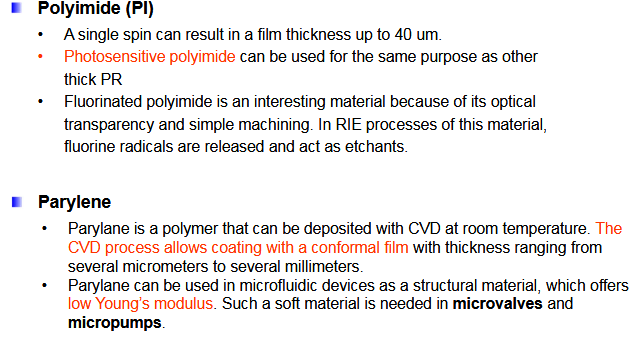 Polyimide (PI)
• A single spin can result in a film thickness up to 40 um.
• Photosensitive polyimide can be used for the same purpose as other
thick PR
• Fluorinated polyimide is an interesting material because of its optical
transparency and simple machining. In RIE processes of this material,
fluorine radicals are released and act as etchants.
Parylene
• Parylane is a polymer that can be deposited with CVD at room temperature. The
CVD process allows coating with a conformal film with thickness ranging from
several micrometers to several millimeters.
• Parylane can be used in microfluidic devices as a structural material, which offers
low Young's modulus. Such a soft material is needed in microvalves and
micropumps.